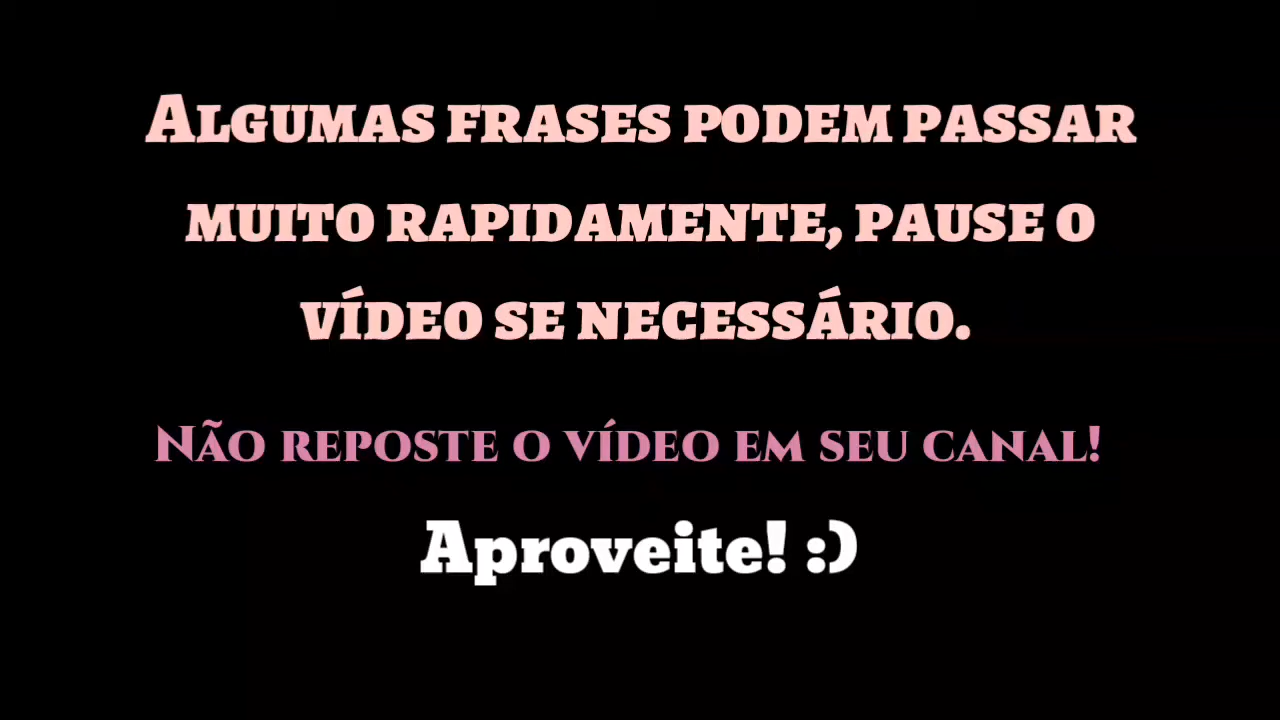 Algumas frases podem passar
muito rapidamente, pause o
vídeo se necessário.
Não reposte o vídeo em seu canal!
Aproveite! :)